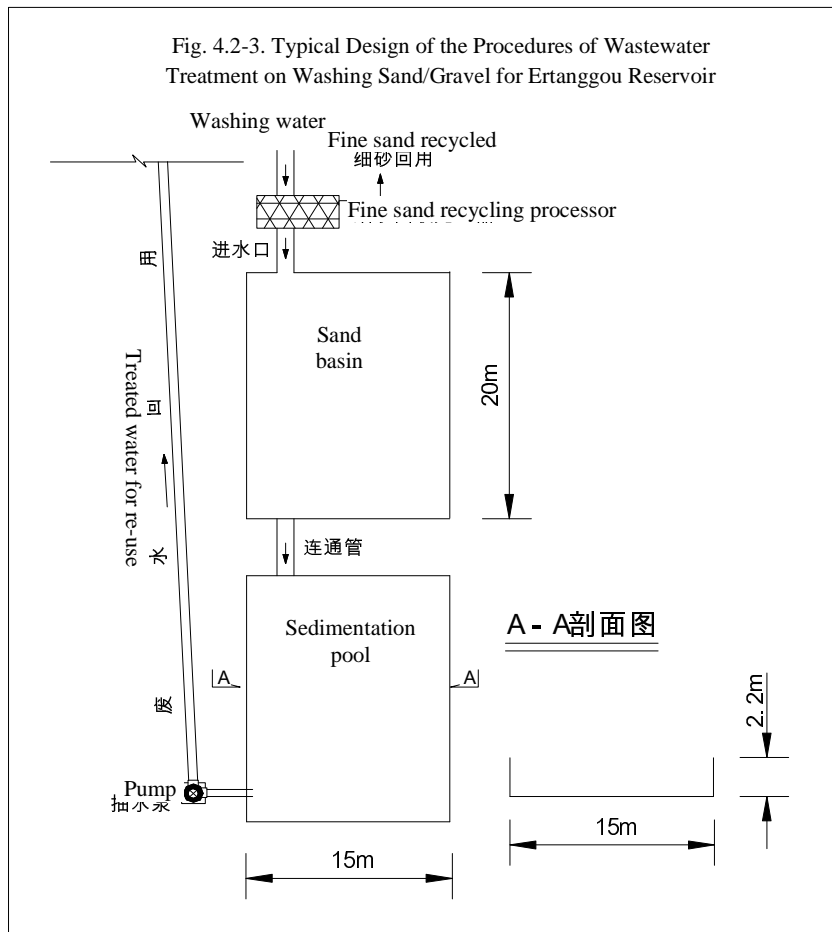 Fig. 4.2-3. Typical Design of the Procedures of Wastewater
Treatment on Washing Sand/Gravel for Ertanggou Reservoir
Washing water
Fine sand recycled
细砂回用
Fine sand recycling processor
进水口
Sand
basin
20m
Treated water for re-use
废水回用
连通管
Sedimentation
pool
A
A
A - A剖面图
2.2m
Pump
抽水泵
15m
15m